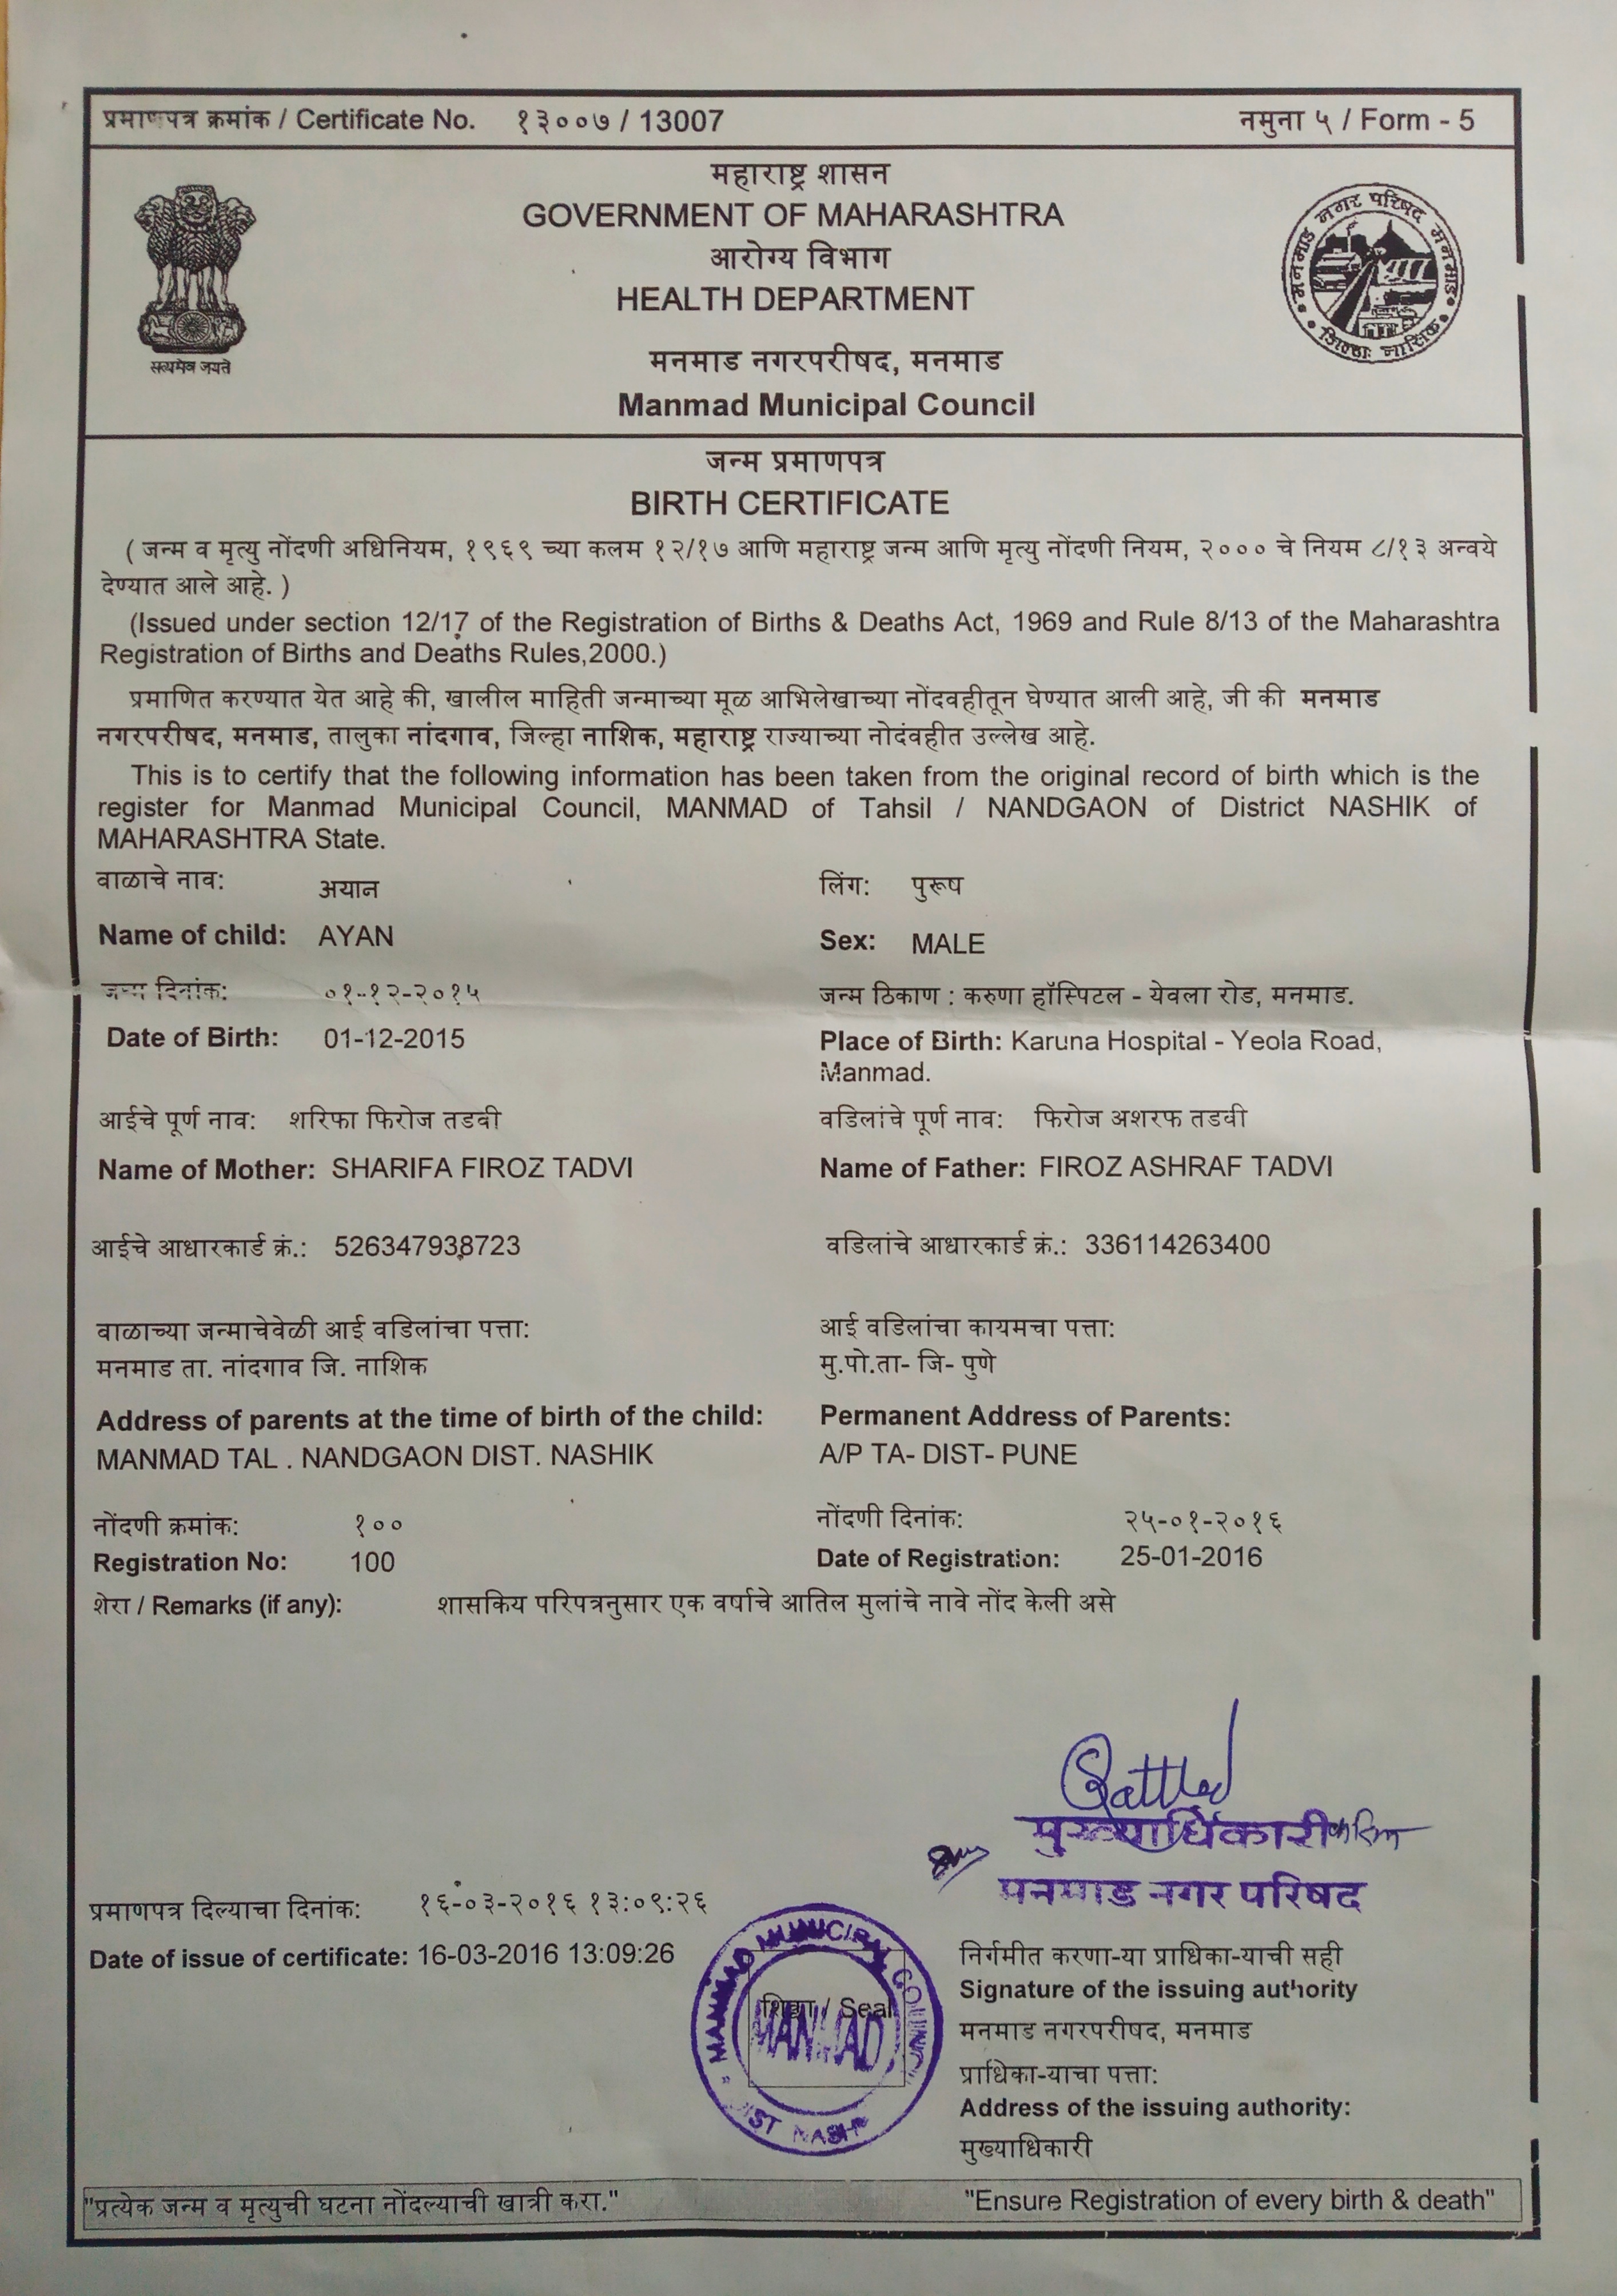 प्रमाणपत्र क्रमांक / Certificate No. १३००७ / 13007 नमुना ५ / Form - 5
महाराष्ट्र शासन
GOVERNMENT OF MAHARASHTRA
आरोग्य विभाग
HEALTH DEPARTMENT
मनमाड नगरपरीषद, मनमाड
Manmad Municipal Council
सत्यमेव जयते
मनमाड नगर परिषद मनमाड
जिल्हा नासिक
जन्म प्रमाणपत्र
BIRTH CERTIFICATE
( जन्म व मृत्यु नोंदणी अधिनियम, १९६९ च्या कलम १२/१७ आणि महाराष्ट्र जन्म आणि मृत्यु नोंदणी नियम, २००० चे नियम ८/१३ अन्वये
देण्यात आले आहे. )
(Issued under section 12/17 of the Registration of Births & Deaths Act, 1969 and Rule 8/13 of the Maharashtra
Registration of Births and Deaths Rules,2000.)
प्रमाणित करण्यात येत आहे की, खालील माहिती जन्माच्या मूळ आभिलेखाच्या नोंदवहीतून घेण्यात आली आहे, जी की मनमाड
नगरपरीषद, मनमाड, तालुका नांदगाव, जिल्हा नाशिक, महाराष्ट्र राज्याच्या नोदंवहीत उल्लेख आहे.
This is to certify that the following information has been taken from the original record of birth which is the
register for Manmad Municipal Council, MANMAD of Tahsil / NANDGAON of District NASHIK of
MAHARASHTRA State.
वाळाचे नाव: अयान लिंग: पुरूष
Name of child: AYAN Sex: MALE
जन्म दिनांक: ०१-१२-२०१५ जन्म ठिकाण : करुणा हॉस्पिटल - येवला रोड, मनमाड.
Date of Birth: 01-12-2015 Place of Birth: Karuna Hospital - Yeola Road,
Manmad.
आईचे पूर्ण नाव: शरिफा फिरोज तडवी वडिलांचे पूर्ण नाव: फिरोज अशरफ तडवी
Name of Mother: SHARIFA FIROZ TADVI Name of Father: FIROZ ASHRAF TADVI
आईचे आधारकार्ड क्रं.: 526347938723 वडिलांचे आधारकार्ड क्रं.: 336114263400
वाळाच्या जन्माचेवेळी आई वडिलांचा पत्ता: आई वडिलांचा कायमचा पत्ता:
मनमाड ता. नांदगाव जि. नाशिक मु.पो.ता- जि- पुणे
Address of parents at the time of birth of the child: Permanent Address of Parents:
MANMAD TAL . NANDGAON DIST. NASHIK A/P TA- DIST- PUNE
नोंदणी क्रमांक: १०० नोंदणी दिनांक: २५-०१-२०१६
Registration No: 100 Date of Registration: 25-01-2016
शेरा / Remarks (if any): शासकिय परिपत्रनुसार एक वर्षाचे आतिल मुलांचे नावे नोंद केली असे
मुख्याधिकारी
मनमाड नगर परिषद
प्रमाणपत्र दिल्याचा दिनांक: १६-०३-२०१६ १३:०९:२६
Date of issue of certificate: 16-03-2016 13:09:26
MANMAD MUNICIPAL COUNCIL
शिक्का / Seal
MANMAD
DIST NASHIK
निर्गमीत करणा-या प्राधिका-याची सही
Signature of the issuing authority
मनमाड नगरपरीषद, मनमाड
प्राधिका-याचा पत्ता:
Address of the issuing authority:
मुख्याधिकारी
"प्रत्येक जन्म व मृत्युची घटना नोंदल्याची खात्री करा." "Ensure Registration of every birth & death"